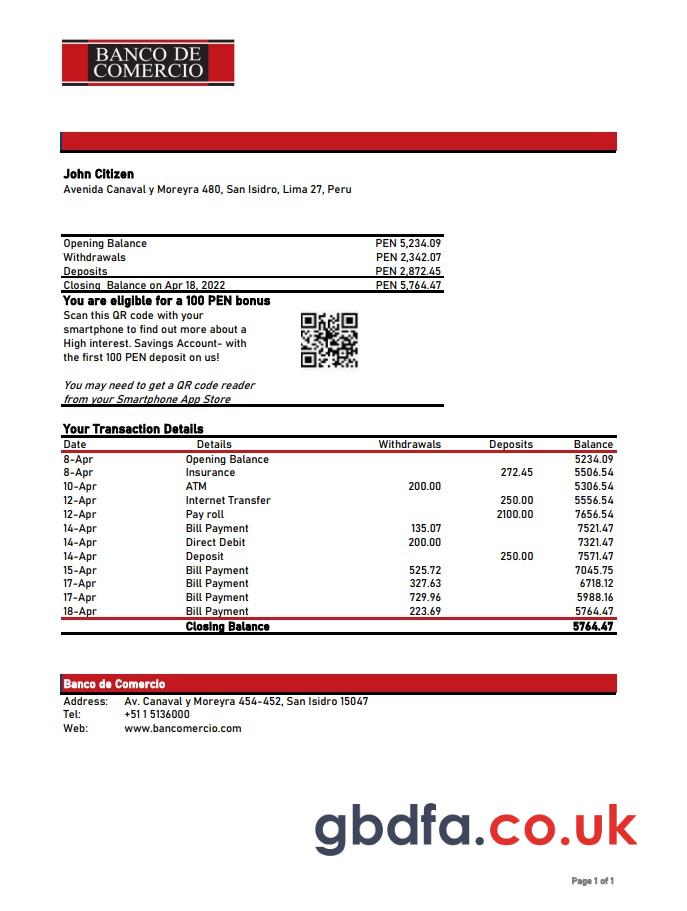 BANCO DE
COMERCIO
John Citizen
Avenida Canaval y Moreyra 480, San Isidro, Lima 27, Peru
Opening Balance PEN 5,234.09
Withdrawals PEN 2,342.07
Deposits PEN 2,872.45
Closing Balance on Apr 18, 2022 PEN 5,764.47
You are eligible for a 100 PEN bonus
Scan this QR code with your
smartphone to find out more about a
High interest. Savings Account- with
the first 100 PEN deposit on us!
You may need to get a QR code reader
from your Smartphone App Store
Your Transaction Details
Date Details Withdrawals Deposits Balance
8-Apr Opening Balance 5234.09
8-Apr Insurance 272.45 5506.54
10-Apr ATM 200.00 5306.54
12-Apr Internet Transfer 250.00 5556.54
12-Apr Pay roll 2100.00 7656.54
14-Apr Bill Payment 135.07 7521.47
14-Apr Direct Debit 200.00 7321.47
14-Apr Deposit 250.00 7571.47
15-Apr Bill Payment 525.72 7045.75
17-Apr Bill Payment 327.63 6718.12
17-Apr Bill Payment 729.96 5988.16
18-Apr Bill Payment 223.69 5764.47
Closing Balance 5764.47
Banco de Comercio
Address: Av. Canaval y Moreyra 454-452, San Isidro 15047
Tel: +51 1 5136000
Web: www.bancomercio.com
gbdfa.co.uk
Page 1 of 1